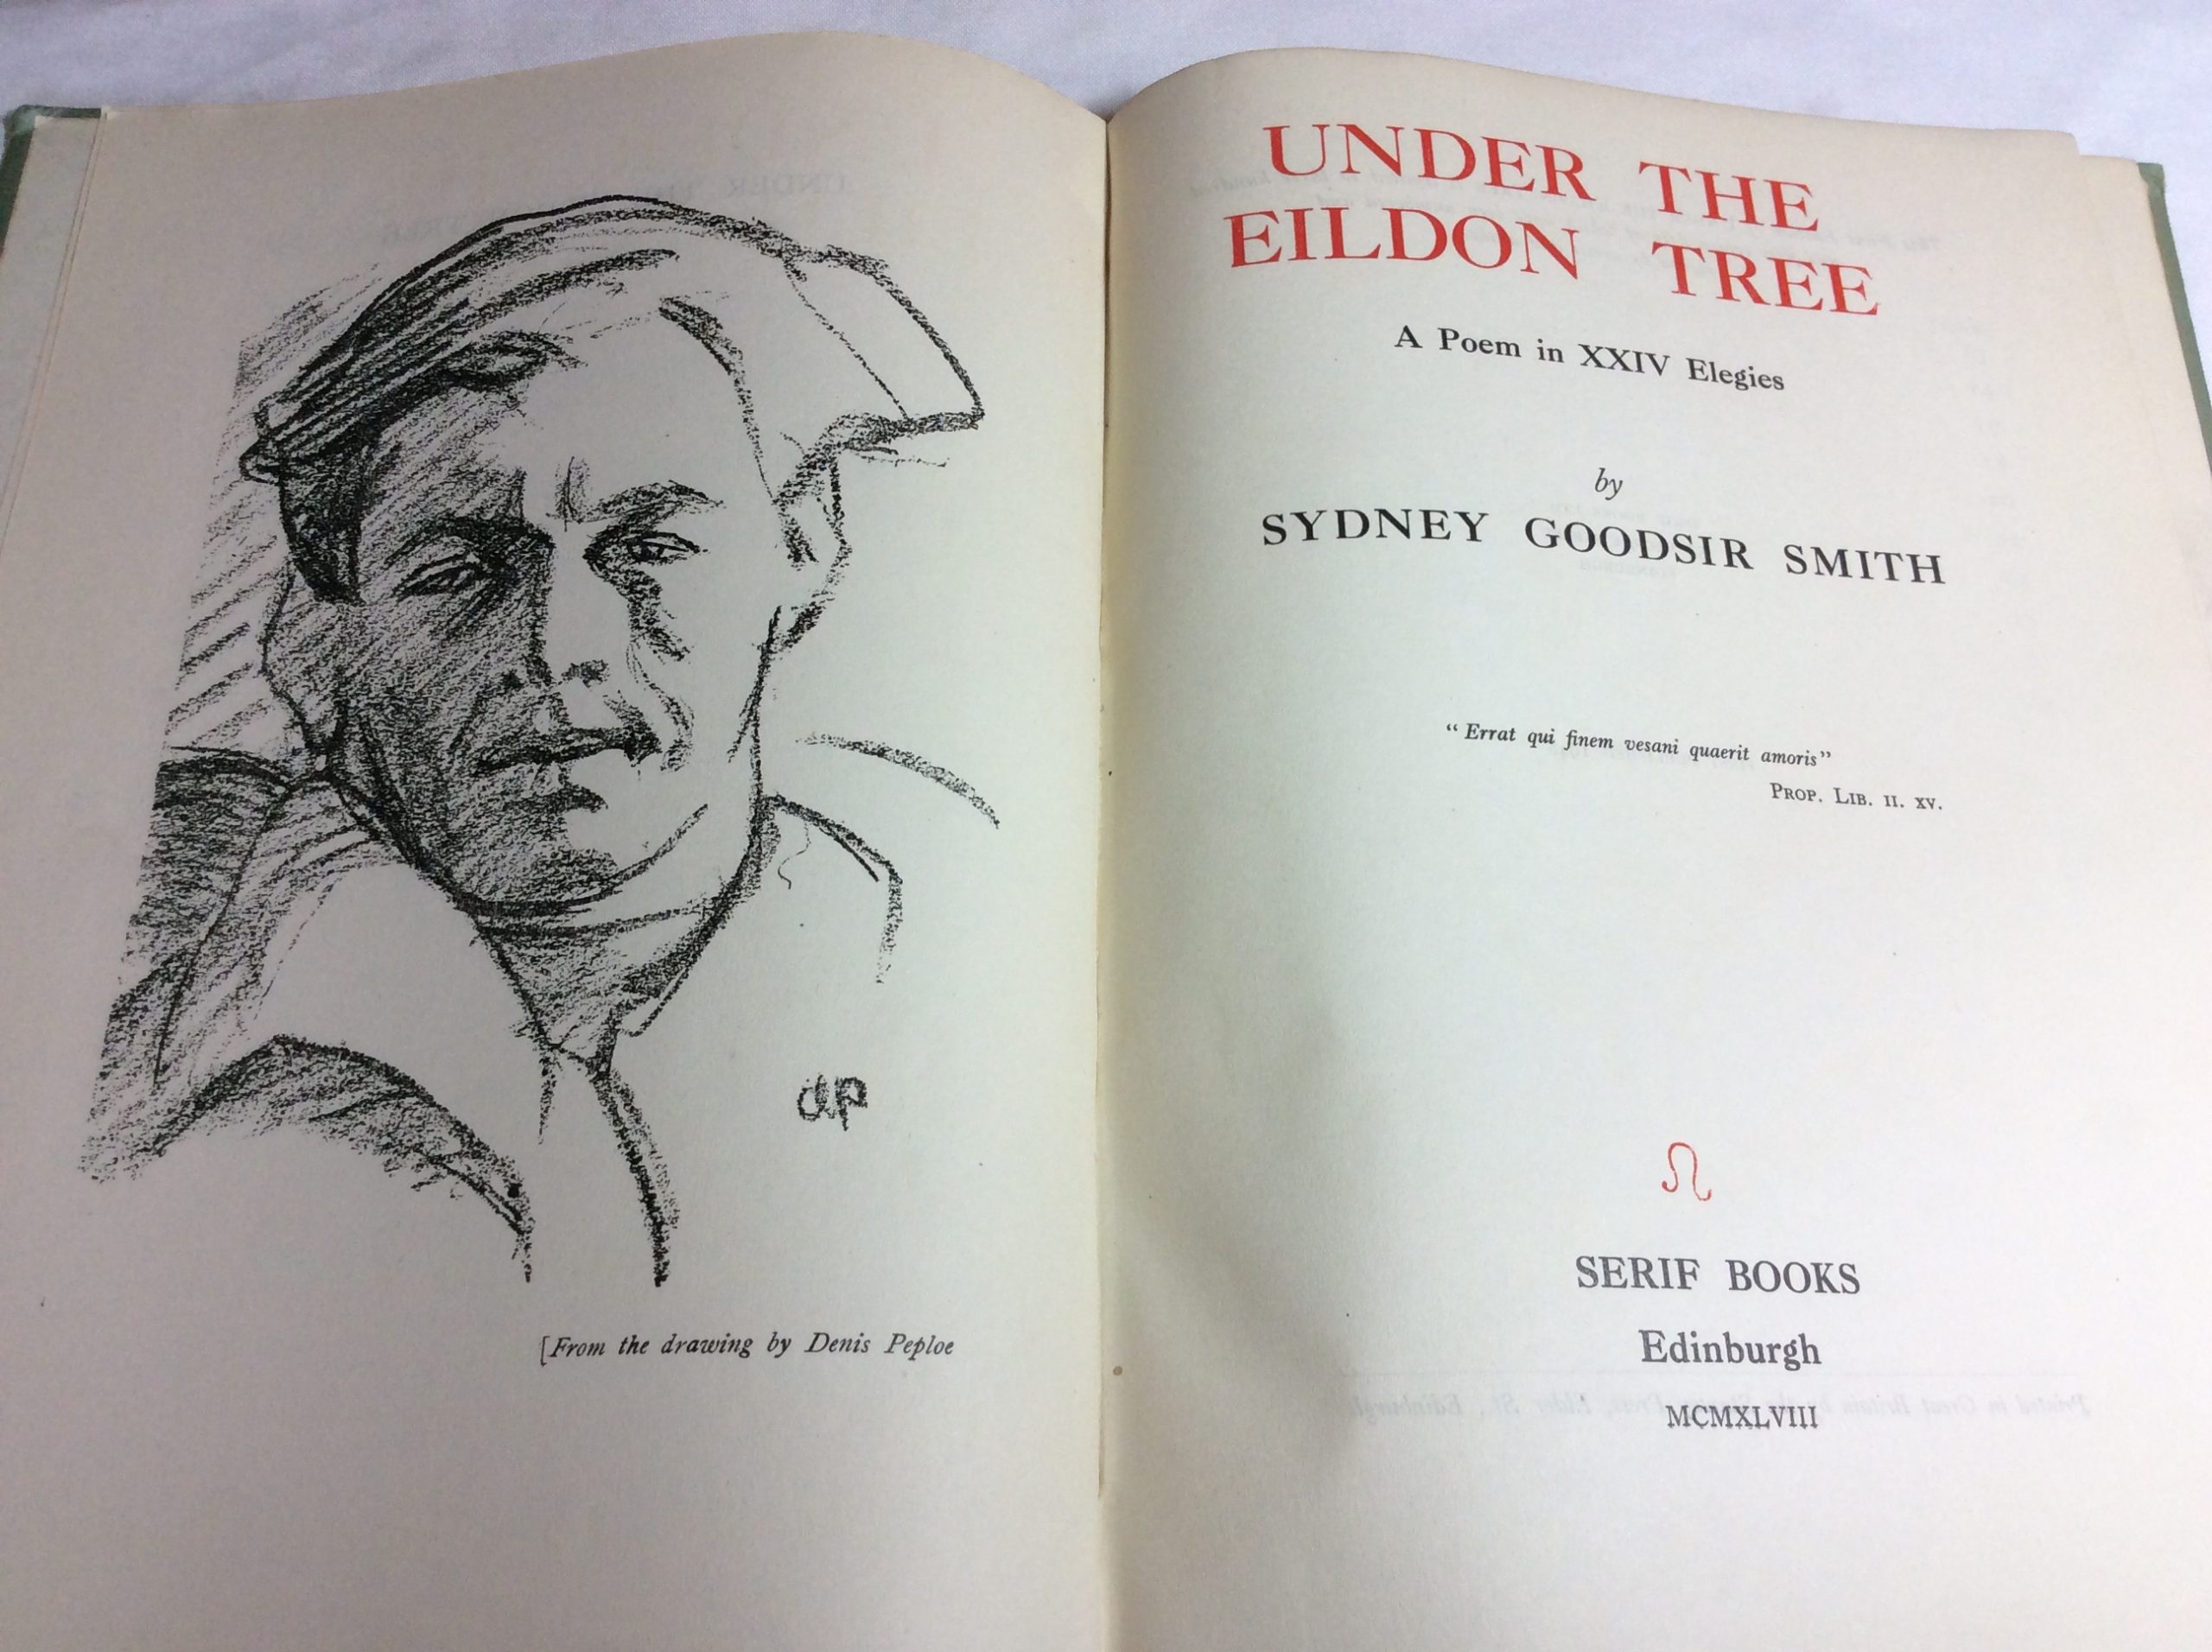 dp
[From the drawing by Denis Peploe
UNDER THE
EILDON TREE
A Poem in XXIV Elegies
by
SYDNEY GOODSIR SMITH
“Errat qui finem vesani quaerit amoris”
PROP. LIB. II. XV.
SERIF BOOKS
Edinburgh
MCMXLVIII